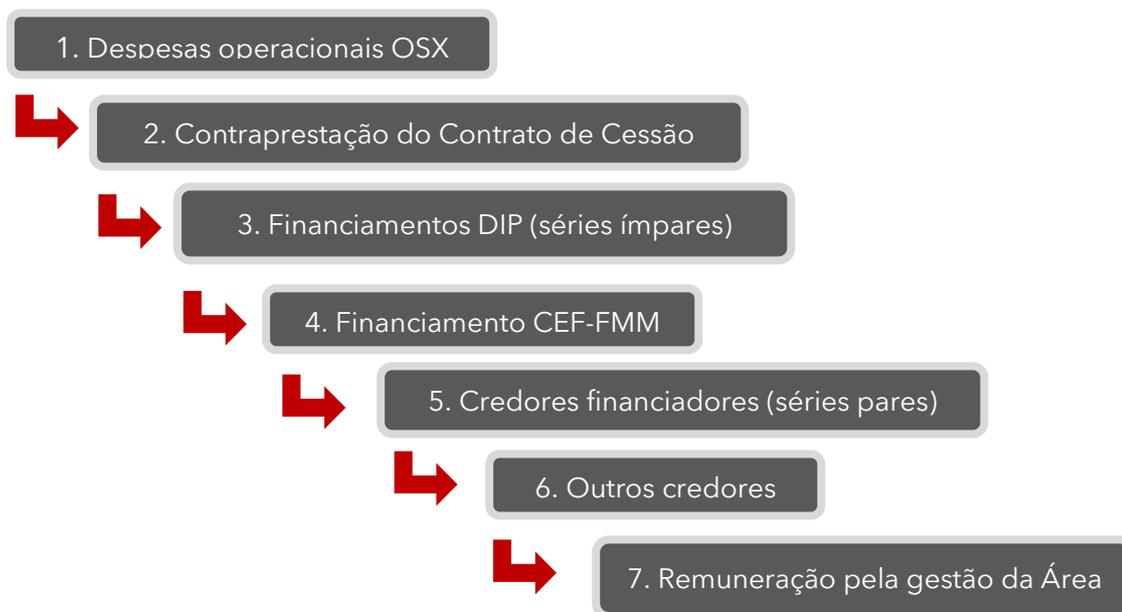 1. Despesas operacionais OSX
2. Contraprestação do Contrato de Cessão
3. Financiamentos DIP (séries ímpares)
4. Financiamento CEF-FMM
5. Credores financiadores (séries pares)
6. Outros credores
7. Remuneração pela gestão da Área